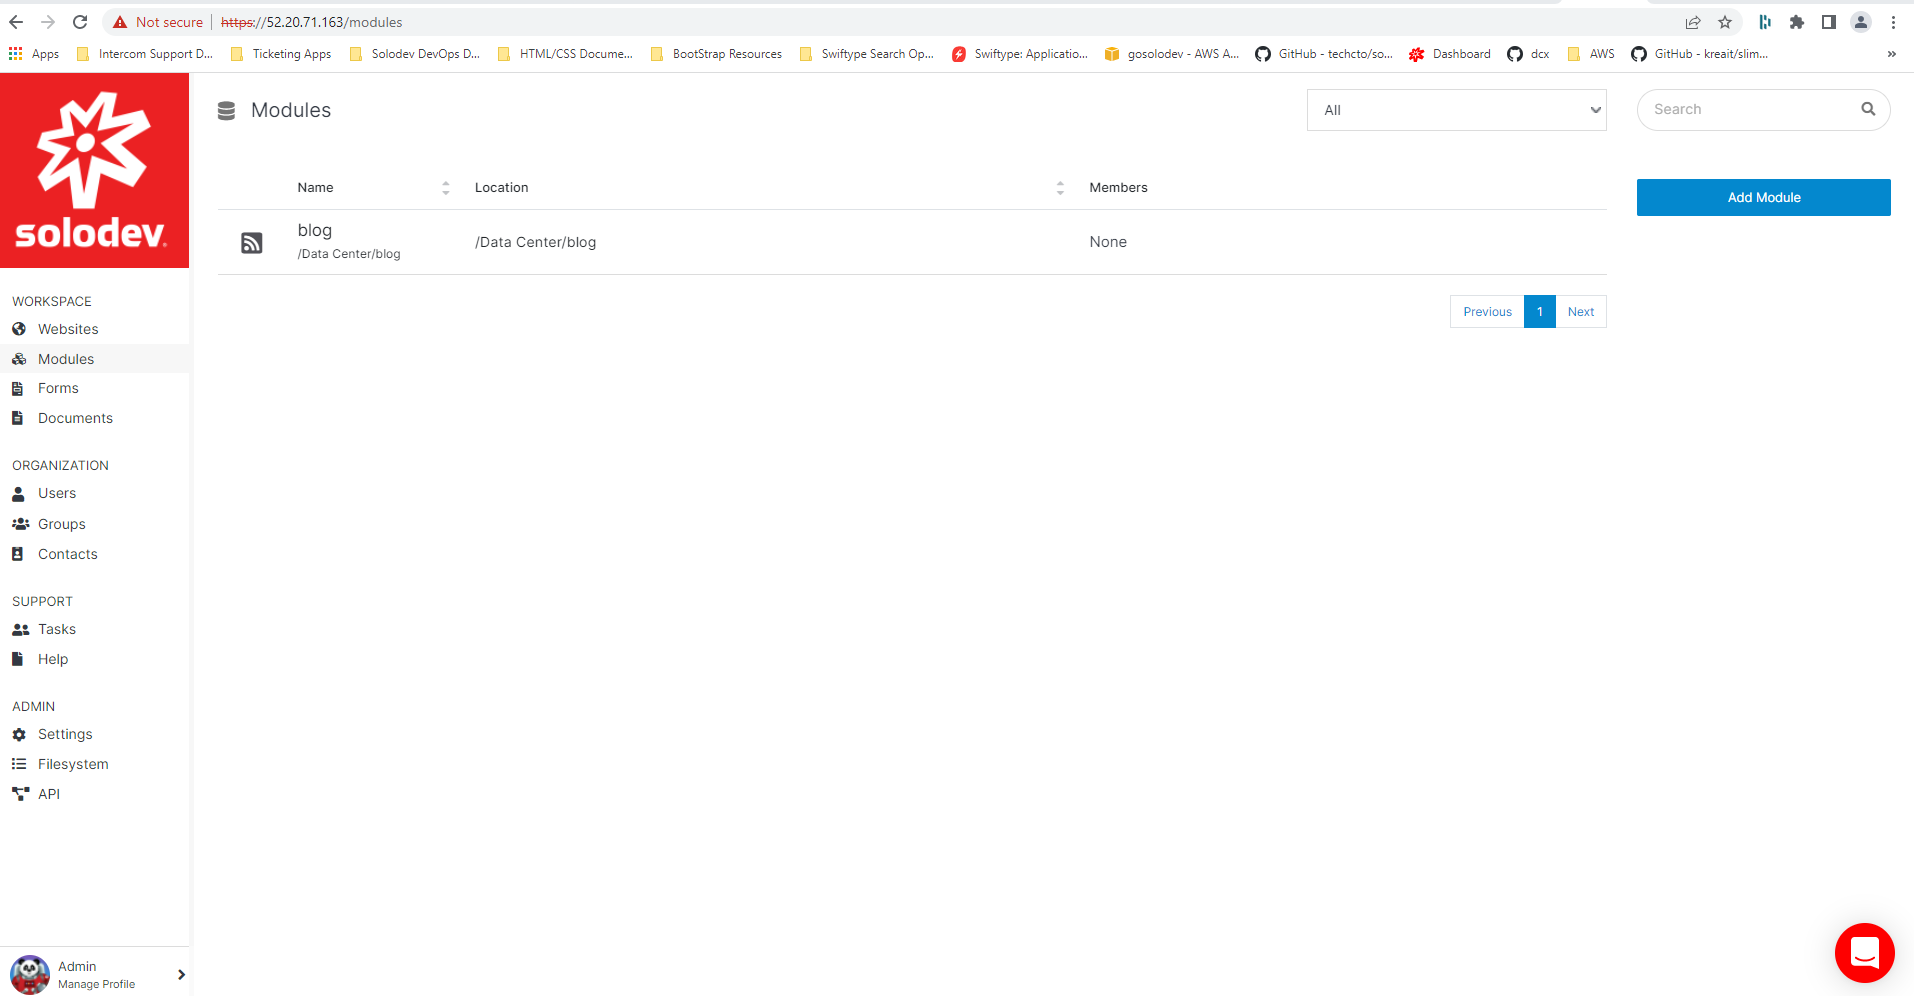 Not secure https://52.20.71.163/modules
Apps Intercom Support D... Ticketing Apps Solodev DevOps D... HTML/CSS Docume... BootStrap Resources Swiftype Search Op... Swiftype: Applicatio... gosolodev - AWS A... GitHub - techcto/so... Dashboard dcx AWS GitHub - kreait/slim... »
solodev
Modules
All
Search
Name Location Members
Add Module
blog
/Data Center/blog
/Data Center/blog
None
Previous 1 Next
WORKSPACE
Websites
Modules
Forms
Documents
ORGANIZATION
Users
Groups
Contacts
SUPPORT
Tasks
Help
ADMIN
Settings
Filesystem
API
Admin
Manage Profile